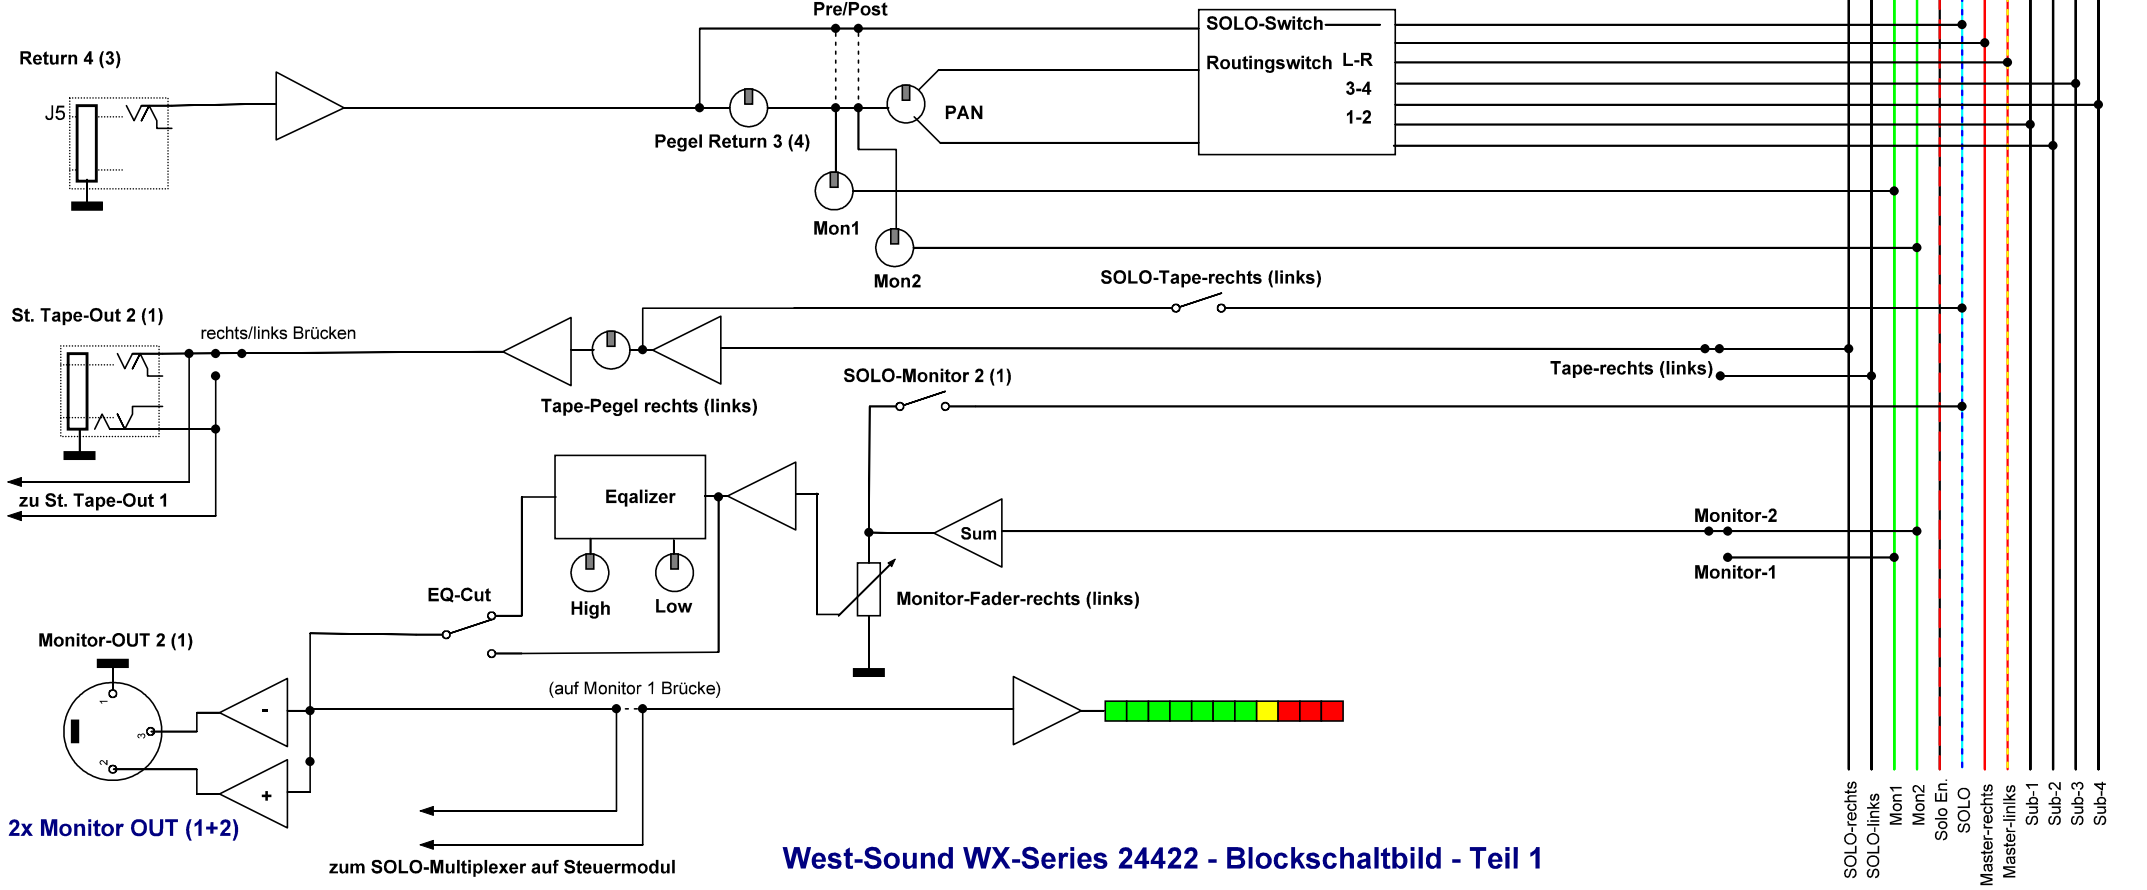 Pre/Post
SOLO-Switch
Return 4 (3)
Routingswitch L-R
3-4
J5
PAN
1-2
Pegel Return 3 (4)
Mon1
Mon2
SOLO-Tape-rechts (links)
St. Tape-Out 2 (1)
rechts/links Brücken
Tape-rechts (links)
SOLO-Monitor 2 (1)
Tape-Pegel rechts (links)
zu St. Tape-Out 1
Eqalizer
Monitor-2
Sum
Monitor-1
EQ-Cut
High
Low
Monitor-Fader-rechts (links)
Monitor-OUT 2 (1)
(auf Monitor 1 Brücke)
1
-
3
2
+
2x Monitor OUT (1+2)
zum SOLO-Multiplexer auf Steuermodul
West-Sound WX-Series 24422 - Blockschaltbild - Teil 1
SOLO-rechts
SOLO-links
Mon1
Mon2
Solo En.
SOLO
Master-rechts
Master-liniks
Sub-1
Sub-2
Sub-3
Sub-4